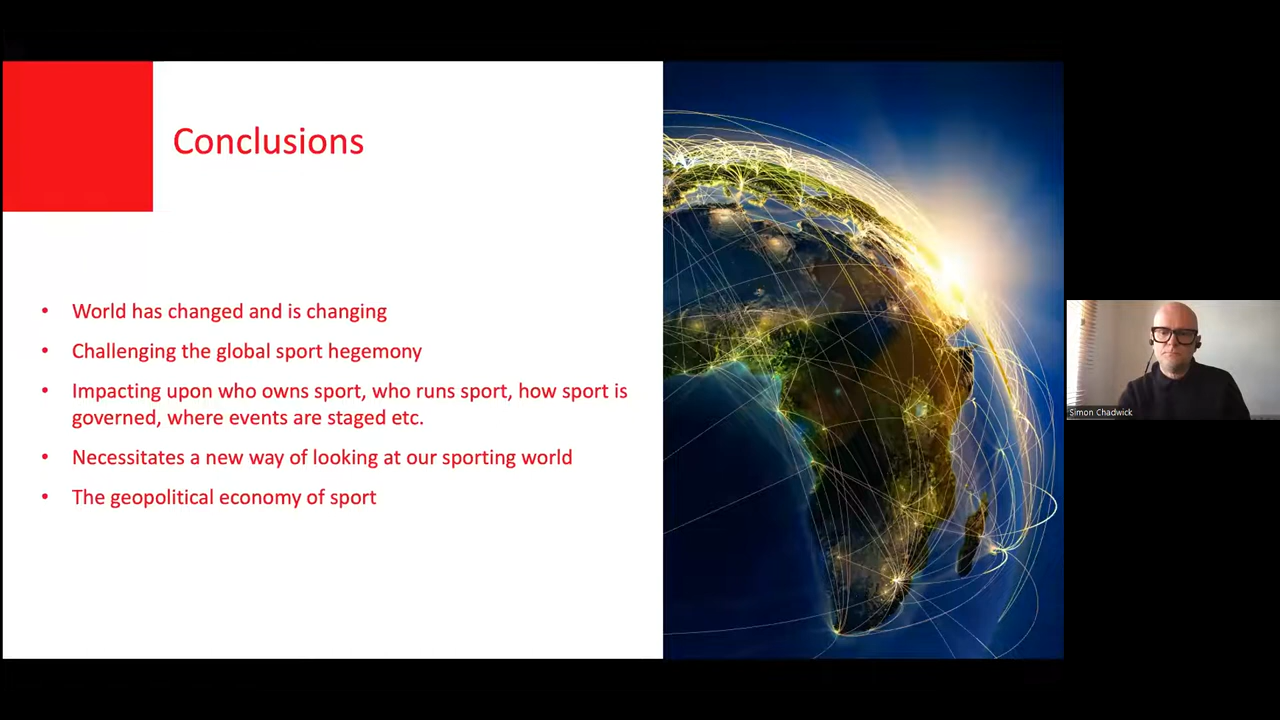 Conclusions
• World has changed and is changing
• Challenging the global sport hegemony
• Impacting upon who owns sport, who runs sport, how sport is
governed, where events are staged etc.
• Necessitates a new way of looking at our sporting world
• The geopolitical economy of sport
Simon Chadwick